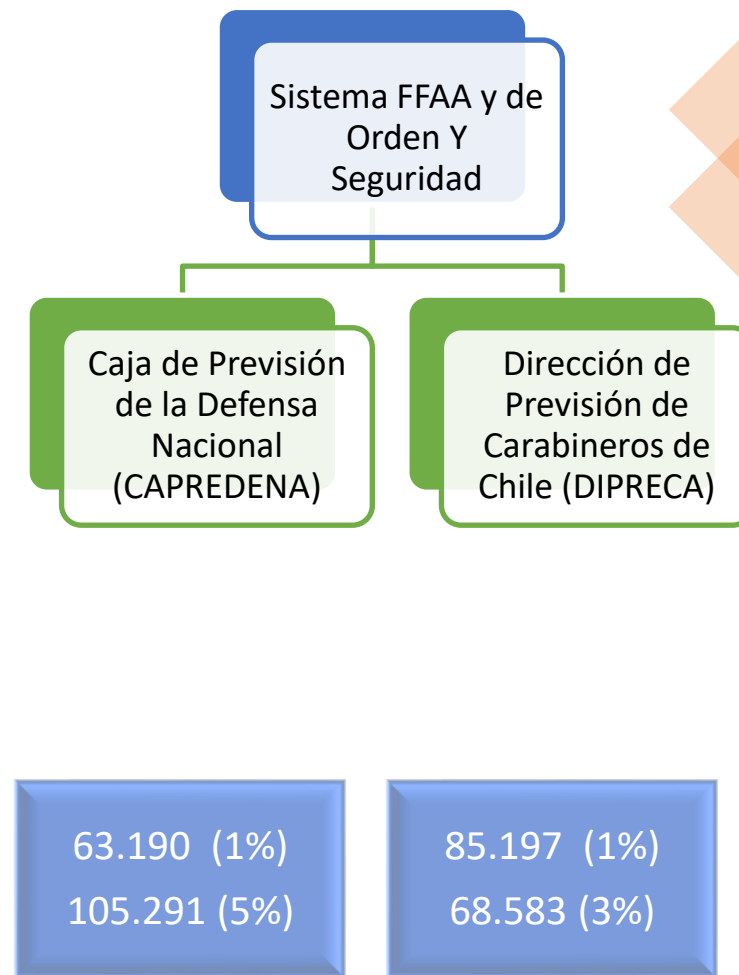 Sistema FFAA y de
Orden Y
Seguridad
Caja de Previsión
de la Defensa
Nacional
(CAPREDENA)
Dirección de
Previsión de
Carabineros de
Chile (DIPRECA)
63.190 (1%)
105.291 (5%)
85.197 (1%)
68.583 (3%)